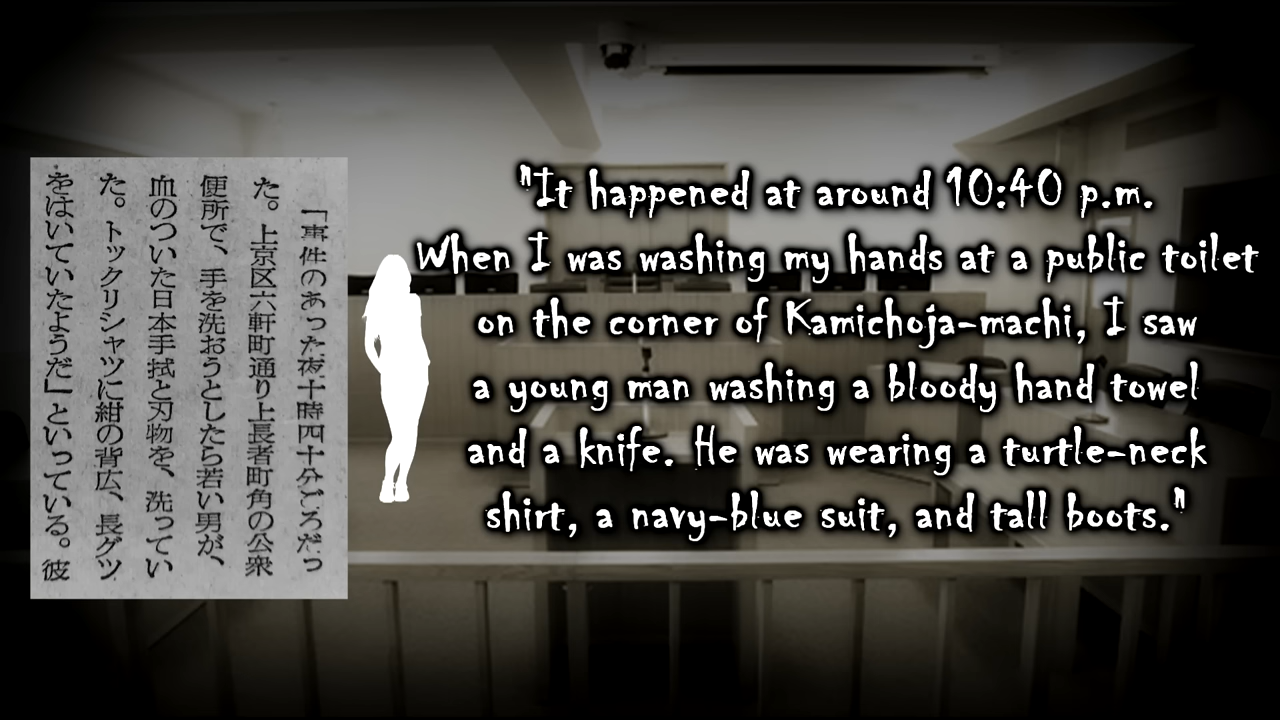 「事件のあった夜十時四十分ごろだっ
た。上京区六軒町通り上長者町角の公衆
便所で、手を洗おうとしたら若い男が、
血のついた日本手拭と刃物を、洗ってい
た。トックリシャツに紺の背広、長グツ
をはいていたようだ」といっている。彼
"It happened at around 10:40 p.m.
When I was washing my hands at a public toilet
on the corner of Kamichoja-machi, I saw
a young man washing a bloody hand towel
and a knife. He was wearing a turtle-neck
shirt, a navy-blue suit, and tall boots."